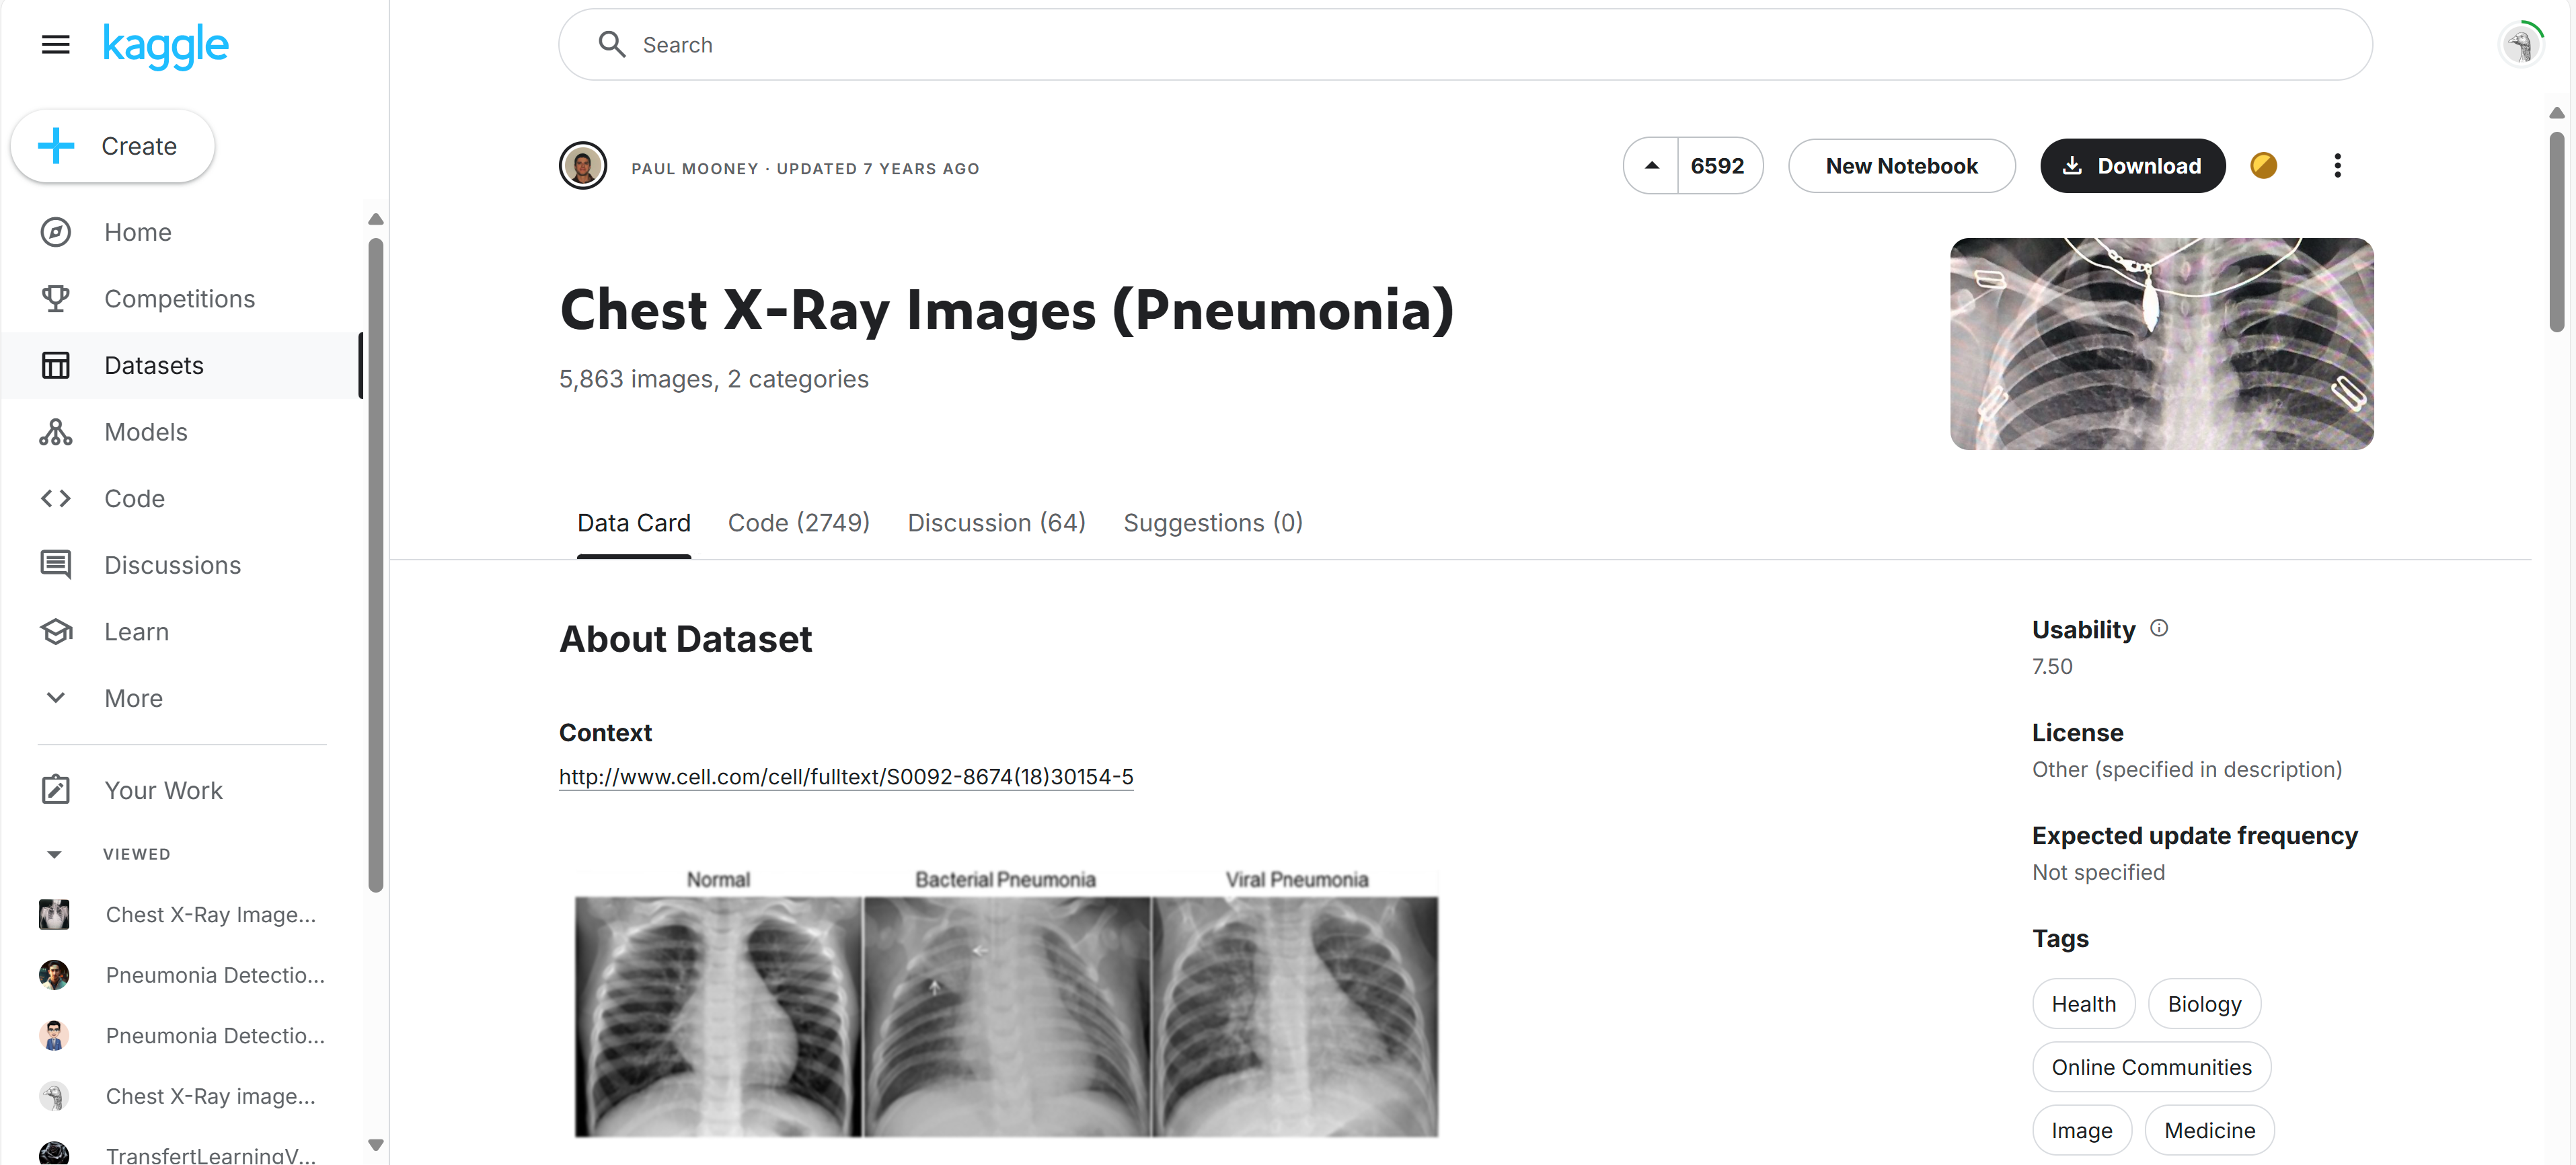 kaggle
Search
Create
Home
Competitions
Datasets
Models
Code
Discussions
Learn
More
Your Work
VIEWED
Chest X-Ray Image...
Pneumonia Detectio...
Pneumonia Detectio...
Chest X-Ray image...
TransfertLearningV...
PAUL MOONEY · UPDATED 7 YEARS AGO
6592
New Notebook
Download
Chest X-Ray Images (Pneumonia)
5,863 images, 2 categories
Data Card
Code (2749)
Discussion (64)
Suggestions (0)
About Dataset
Context
http://www.cell.com/cell/fulltext/S0092-8674(18)30154-5
Normal
Bacterial Pneumonia
Viral Pneumonia
Usability
7.50
License
Other (specified in description)
Expected update frequency
Not specified
Tags
Health
Biology
Online Communities
Image
Medicine